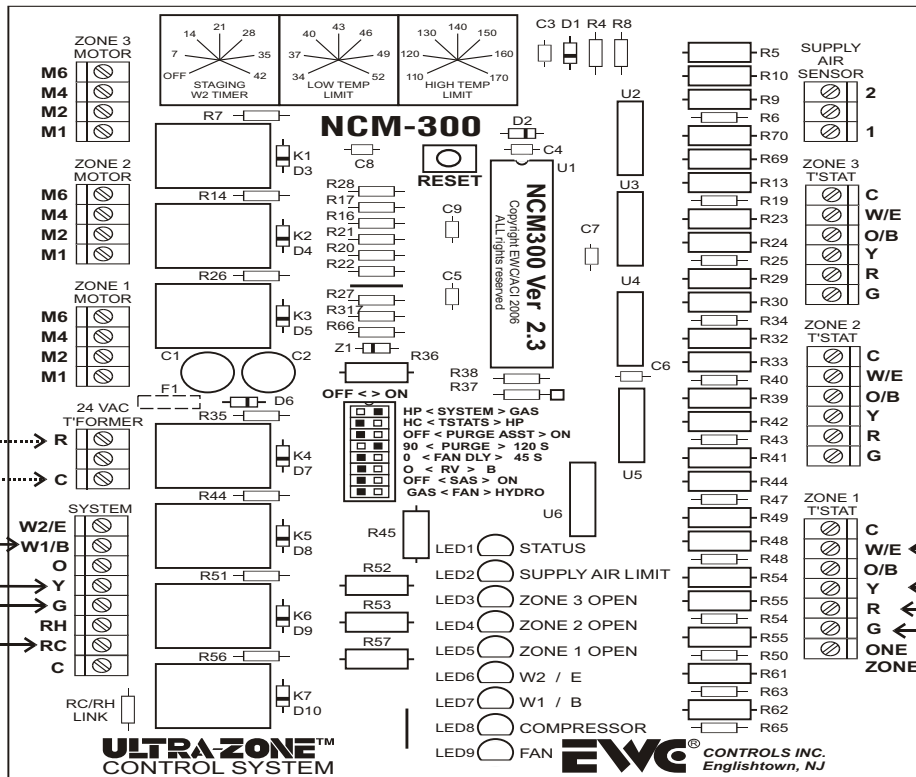 ZONE 3
MOTOR
M6
M4
M2
M1
ZONE 2
MOTOR
M6
M4
M2
M1
ZONE 1
MOTOR
M6
M4
M2
M1
F1
24 VAC
T'FORMER
R
C
SYSTEM
W2/E
W1/B
O
Y
G
RH
RC
C
RC/RH
LINK
OFF 7 14 21 28 35 42
STAGING
W2 TIMER
34 37 40 43 46 49 52
LOW TEMP
LIMIT
110 120 130 140 150 160 170
HIGH TEMP
LIMIT
R7
K1
D3
R14
K2
D4
R26
K3
D5
C1
C2
D6
R35
K4
D7
R44
K5
D8
R51
K6
D9
R56
K7
D10
NCM-300
C8
RESET
R28
R17
R16
R21
R20
R22
R27
R317
R66
Z1
R36
C9
C5
D2
C4
U1
NCM300 Ver 2.3
Copyright EWC/ACI 2006
ALL rights reserved
R38
R37
OFF < > ON
HP < SYSTEM > GAS
HC < TSTATS > HP
OFF < PURGE ASST > ON
90 < PURGE > 120 S
0 < FAN DLY > 45 S
O < RV > B
OFF < SAS > ON
GAS < FAN > HYDRO
R45
R52
R53
R57
LED1 STATUS
LED2 SUPPLY AIR LIMIT
LED3 ZONE 3 OPEN
LED4 ZONE 2 OPEN
LED5 ZONE 1 OPEN
LED6 W2 / E
LED7 W1 / B
LED8 COMPRESSOR
LED9 FAN
C3 D1 R4 R8
U2
U3
C7
U4
C6
U5
U6
R5
R10
R9
R6
R70
R69
R13
R19
R23
R24
R25
R29
R30
R34
R32
R33
R40
R39
R42
R43
R41
R44
R47
R49
R48
R48
R54
R55
R54
R55
R50
R61
R63
R62
R65
SUPPLY
AIR
SENSOR
2
1
ZONE 3
T'STAT
C
W/E
O/B
Y
R
G
ZONE 2
T'STAT
C
W/E
O/B
Y
R
G
ZONE 1
T'STAT
C
W/E
O/B
Y
R
G
ONE
ZONE
ULTRA-ZONE™
CONTROL SYSTEM
EWC® CONTROLS INC.
Englishtown, NJ